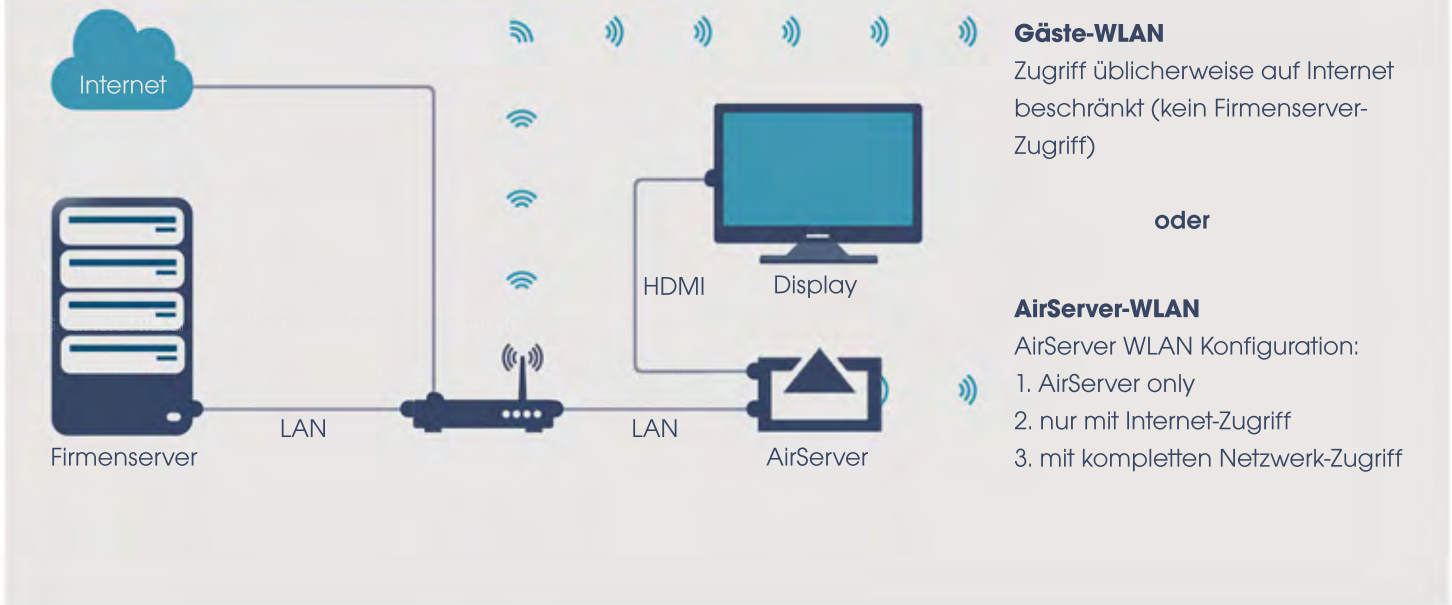 Internet
Firmenserver
LAN
LAN
HDMI
Display
AirServer
Gäste-WLAN
Zugriff üblicherweise auf Internet
beschränkt (kein Firmenserver-
Zugriff)
oder
AirServer-WLAN
AirServer WLAN Konfiguration:
1. AirServer only
2. nur mit Internet-Zugriff
3. mit kompletten Netzwerk-Zugriff